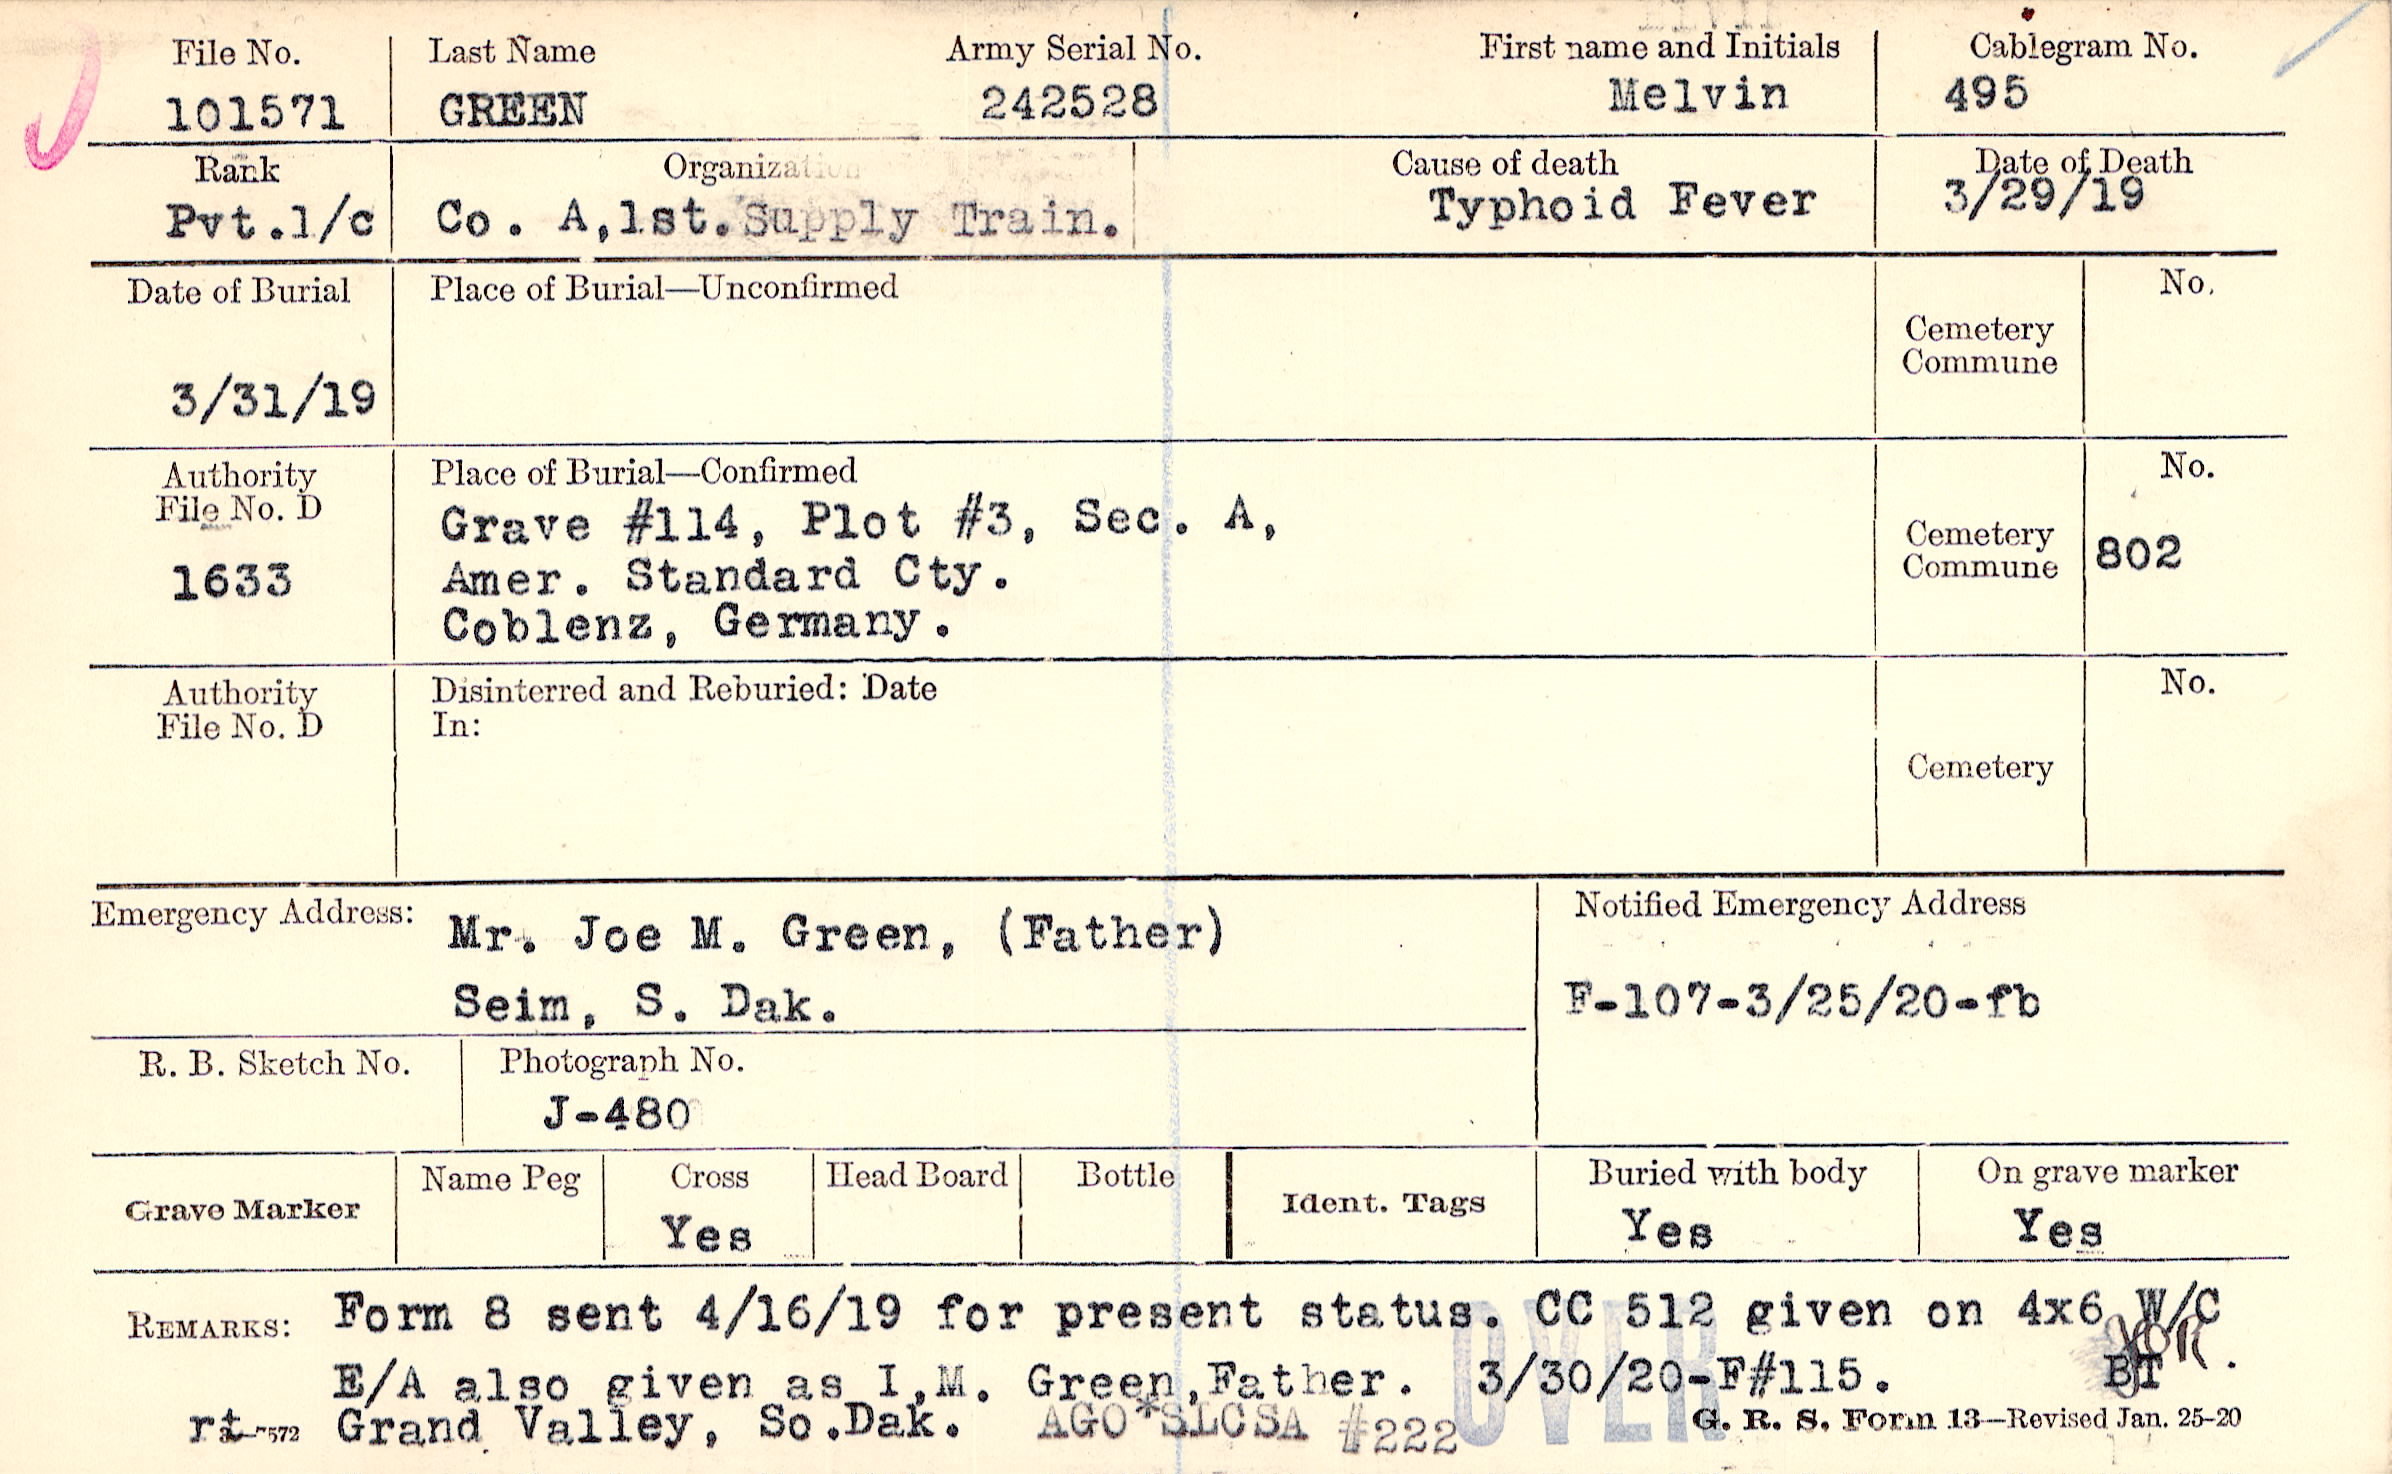 File No. Last Name Army Serial No. First name and Initials Cablegram No.
101571 GREEN 242528 Melvin 495
Rank Organization Cause of death Date of Death
Pvt.1/c Co. A,1st. Supply Train. Typhoid Fever 3/29/19
Date of Burial Place of Burial—Unconfirmed No.
Cemetery
Commune
3/31/19
Authority Place of Burial—Confirmed No.
File No. D
1633 Grave #114, Plot #3, Sec. A,
Amer. Standard Cty.
Coblenz, Germany.
Cemetery
Commune 802
Authority Disinterred and Reburied: Date No.
File No. D In:
Cemetery
Emergency Address: Mr. Joe M. Green, (Father) Notified Emergency Address
Seim, S. Dak. F-107-3/25/20-fb
R. B. Sketch No. Photograph No.
J-480
Grave Marker Name Peg Cross Head Board Bottle Ident. Tags Buried with body On grave marker
Yes Yes Yes
REMARKS: Form 8 sent 4/16/19 for present status. CC 512 given on 4x6 W/C
E/A also given as I,M. Green,Father. 3/30/20-F#115. BT
rt 3—7572 Grand Valley, So.Dak. AGO*SLCSA #222 OVER G. R. S. Form 13—Revised Jan. 25-20